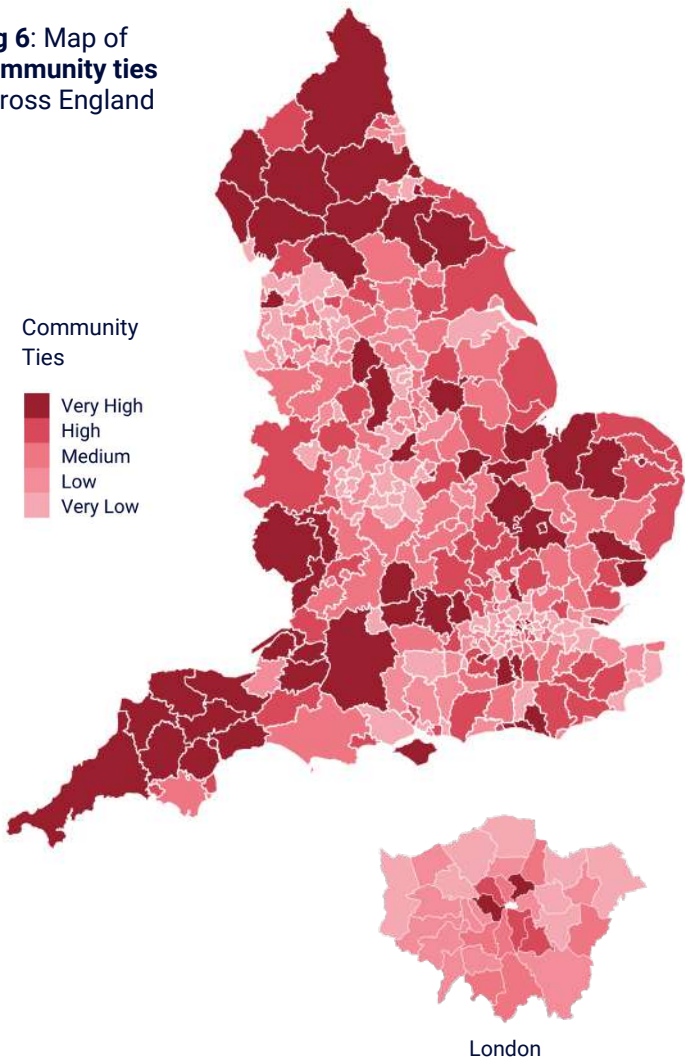 g 6: Map of
mmunity ties
ross England
Community
Ties
Very High
High
Medium
Low
Very Low
London